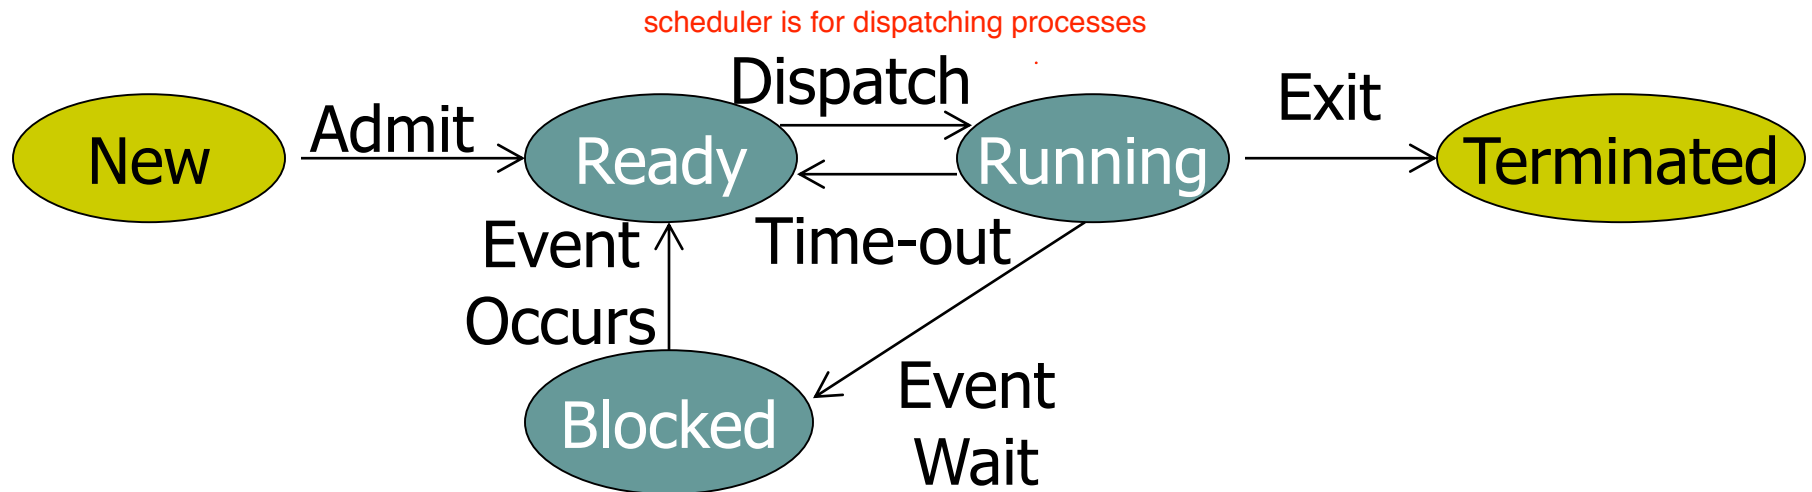 scheduler is for dispatching processes
Dispatch
Exit
Admit
New
Ready
Running
Terminated
Event
Occurs
Time-out
Blocked
Event
Wait